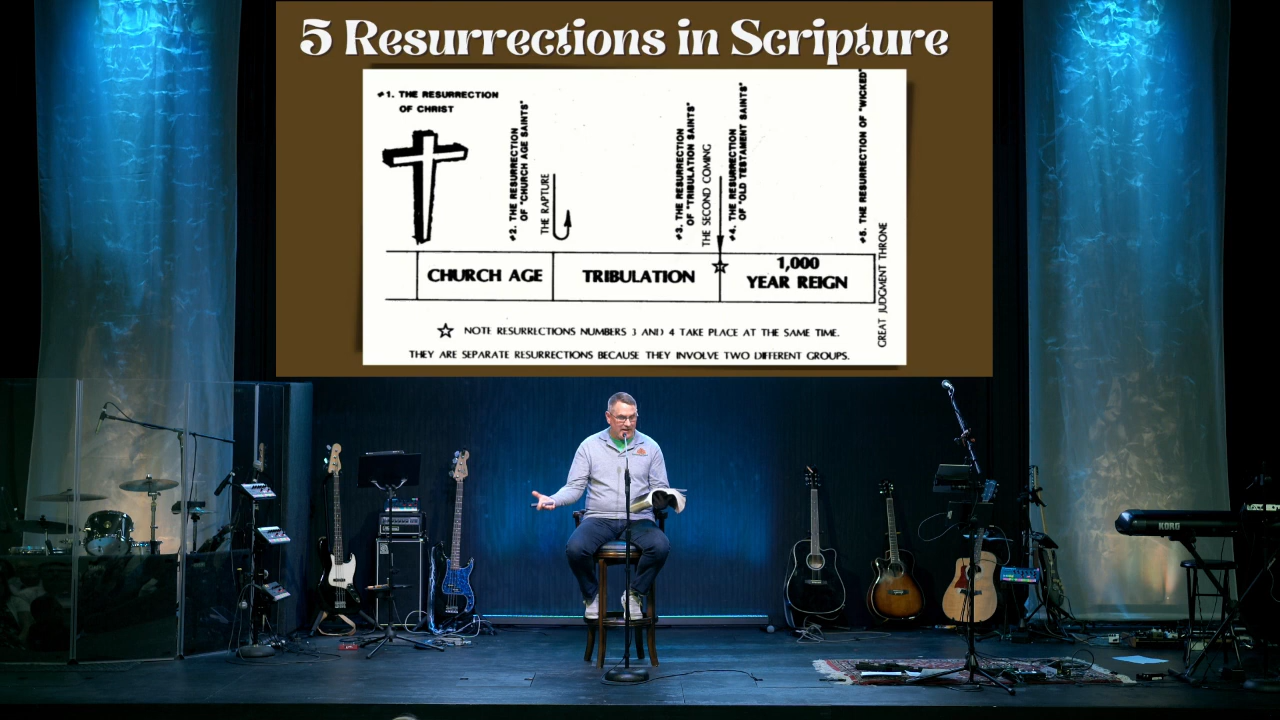 5 Resurrections in Scripture
#1. THE RESURRECTION
OF CHRIST
#2. THE RESURRECTION
OF "CHURCH AGE SAINTS"
THE RAPTURE
#3. THE RESURRECTION
OF "TRIBULATION SAINTS"
THE SECOND COMING
#4. THE RESURRECTION
OF "OLD TESTAMENT SAINTS"
#5. THE RESURRECTION OF "WICKED"
GREAT JUDGMENT THRONE
CHURCH AGE
TRIBULATION
1,000
YEAR REIGN
NOTE RESURRECTIONS NUMBERS 3 AND 4 TAKE PLACE AT THE SAME TIME.
THEY ARE SEPARATE RESURRECTIONS BECAUSE THEY INVOLVE TWO DIFFERENT GROUPS.
KORG